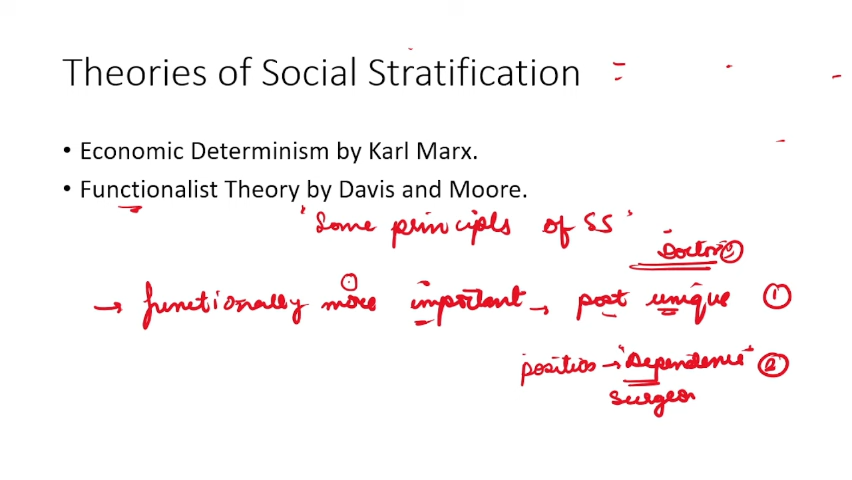 Theories of Social Stratification
• Economic Determinism by Karl Marx.
• Functionalist Theory by Davis and Moore.
'Some principls of SS'
Doctor
→ functionally more important → post unique ①
position → "Dependence" ②
surgeon